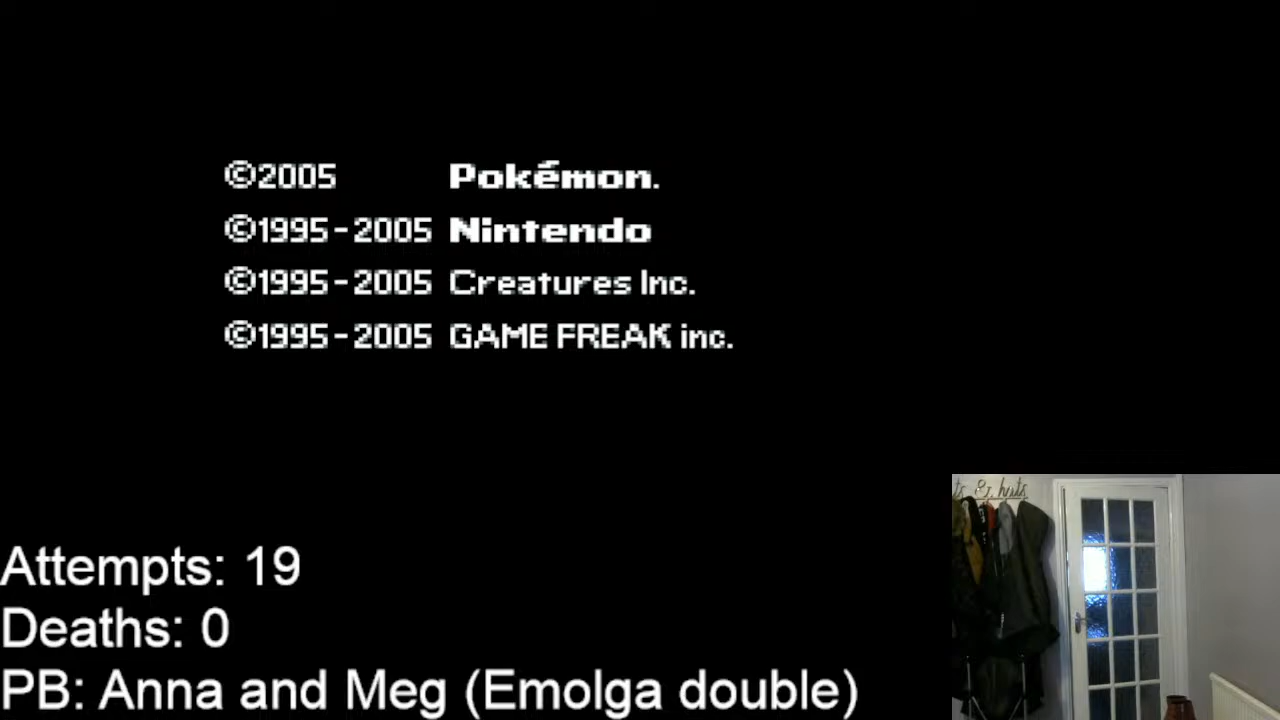 ©2005 Pokémon.
©1995-2005 Nintendo
©1995-2005 Creatures Inc.
©1995-2005 GAME FREAK inc.
& hats
Attempts: 19
Deaths: 0
PB: Anna and Meg (Emolga double)